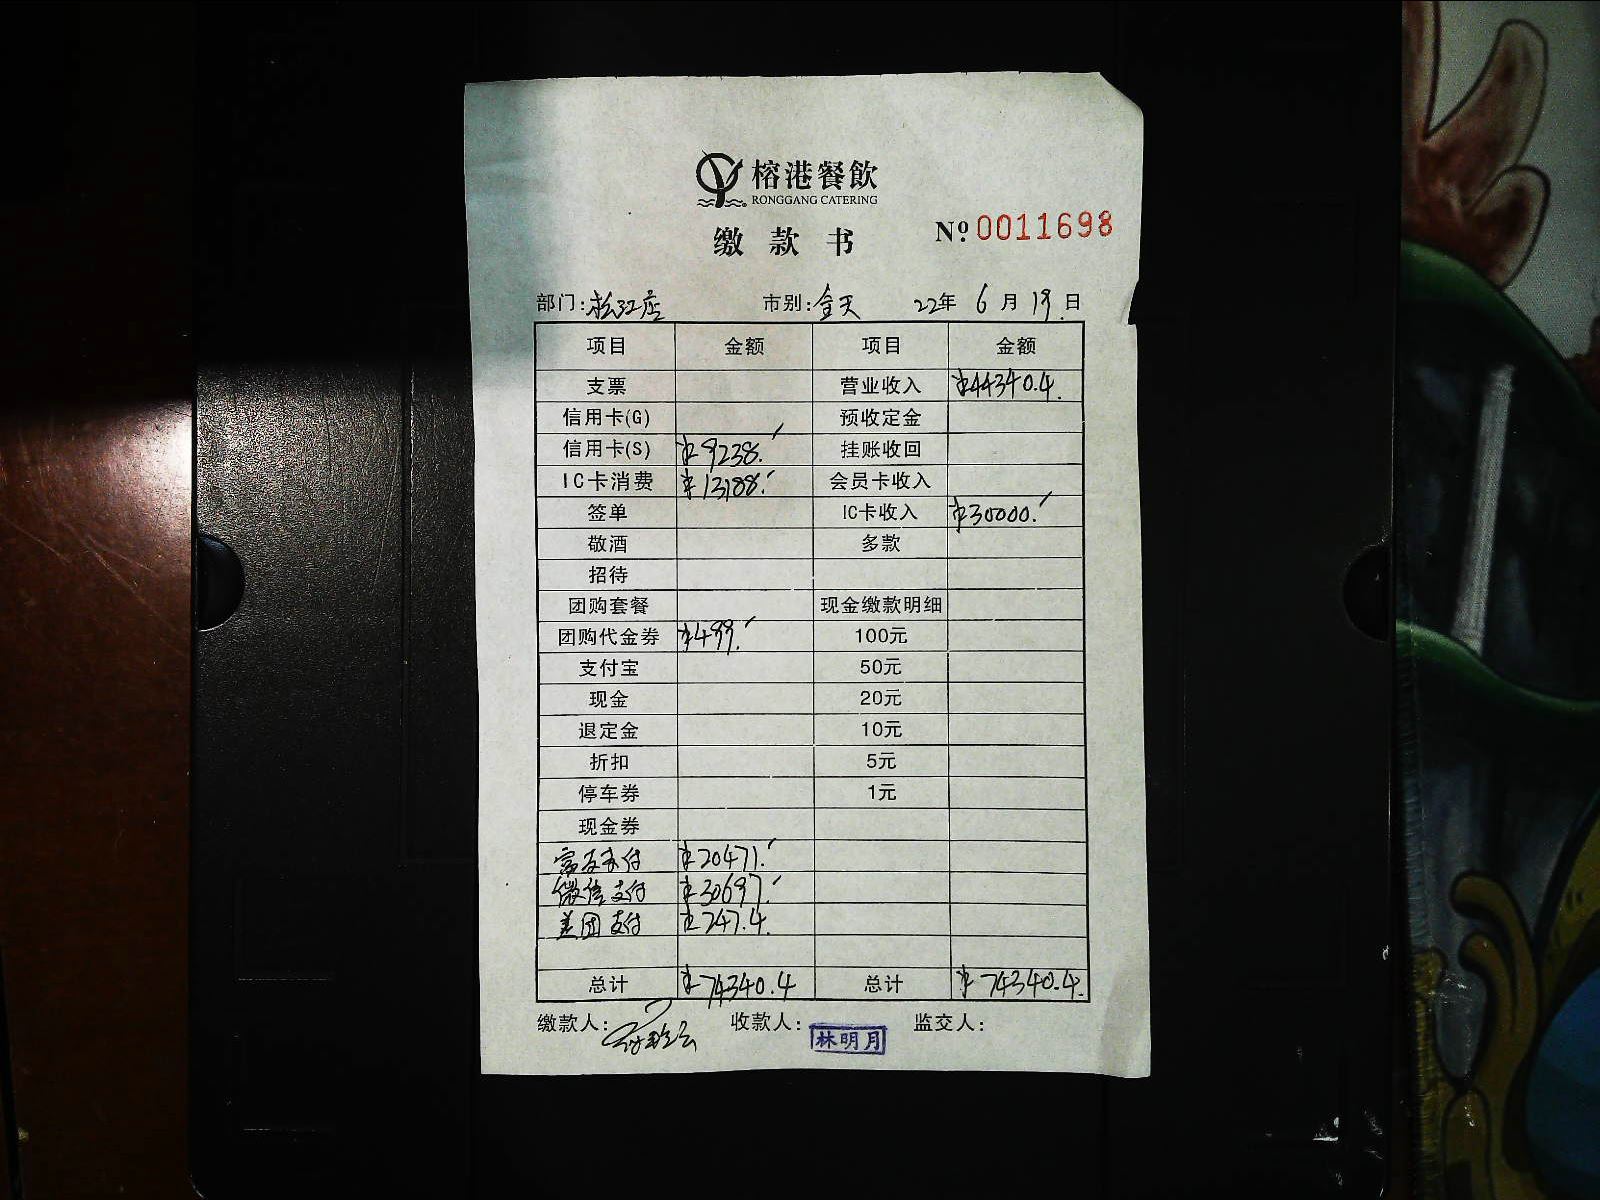 榕港餐飲
RONGGANG CATERING
缴款书 Nº 0011698
部门:松江店 市别:全天 22年 6月 19日
项目 金额 项目 金额
支票 营业收入 ¥44340.4
信用卡(G) 预收定金
信用卡(S) ¥9238. 挂账收回
IC卡消费 ¥13188. 会员卡收入
签单 IC卡收入 ¥30000.
敬酒 多款
招待
团购套餐 现金缴款明细
团购代金券 ¥499. 100元
支付宝 50元
现金 20元
退定金 10元
折扣 5元
停车券 1元
现金券
富友支付 ¥20471.
微信支付 ¥30697.
美团支付 ¥247.4
总计 ¥74340.4 总计 ¥74340.4
缴款人: 收款人: 林明月 监交人: